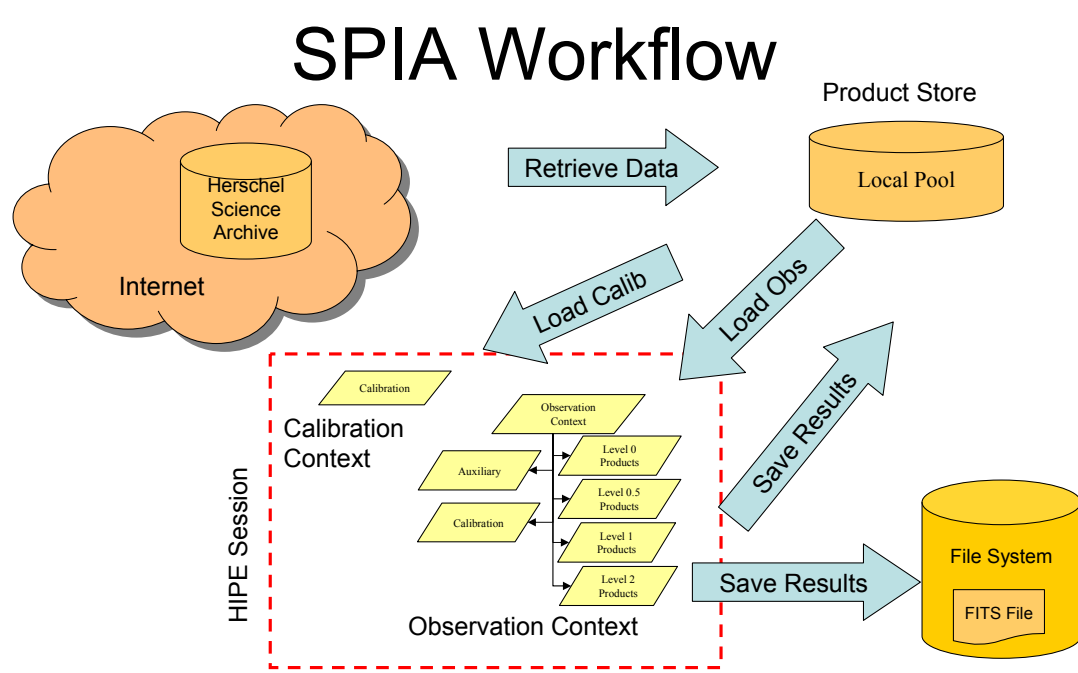 SPIA Workflow
Product Store
Herschel
Science
Archive
Internet
Retrieve Data
Local Pool
Load Calib
Load Obs
Save Results
Calibration
Calibration
Context
Observation
Context
Auxiliary
Calibration
Level 0
Products
Level 0.5
Products
Level 1
Products
Level 2
Products
Observation Context
HIPE Session
Save Results
File System
FITS File